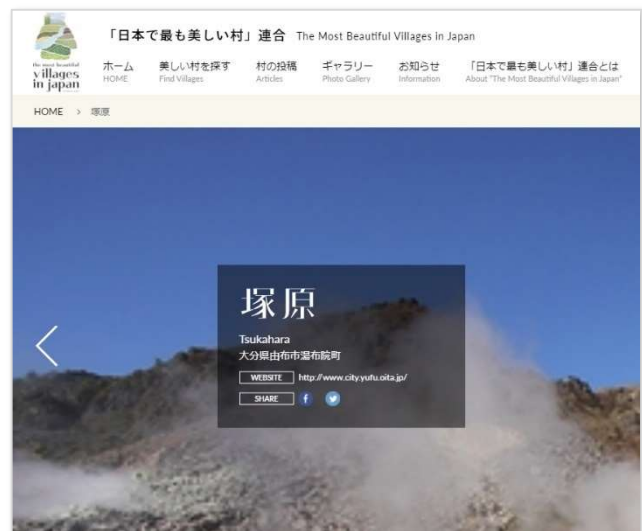 「日本で最も美しい村」連合 The Most Beautiful Villages in Japan
the most beautiful
villages
in japan
ホーム 美しい村を探す 村の投稿 ギャラリー お知らせ 「日本で最も美しい村」連合とは
HOME Find Villages Articles Photo Gallery Information About "The Most Beautiful Villages in Japan"
HOME > 塚原
塚原
Tsukahara
大分県由布市湯布院町
WEBSITE http://www.city.yufu.oita.jp/
SHARE